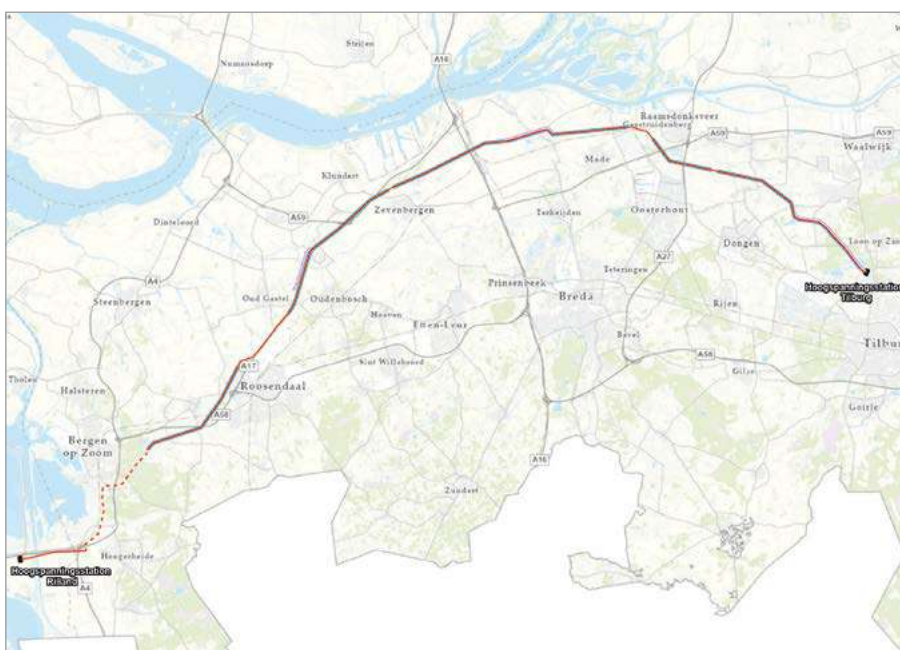 Strijen
Numansdorp
A16
Raamsdonksveer
Geertruidenberg
A59
A59
Waalwijk
Made
Klundert
Zevenbergen
Terheijden
Oosterhout
A59
Dinteloord
Dongen
Loon op Zan
A4
A27
Teteringen
Hoogspanningsstation
Tilburg
Steenbergen
Oud Gastel
Oudenbosch
Prinsenbeek
Breda
Rijen
Hoeven
Etten-Leur
Bavel
Tilbur
A58
Gilze
Tholen
Halsteren
A17
Sint Willebrord
Roosendaal
Goirle
A58
Bergen
op Zoom
A16
Zundert
Hoogerheide
Hoogspanningsstation
Rilland
A4